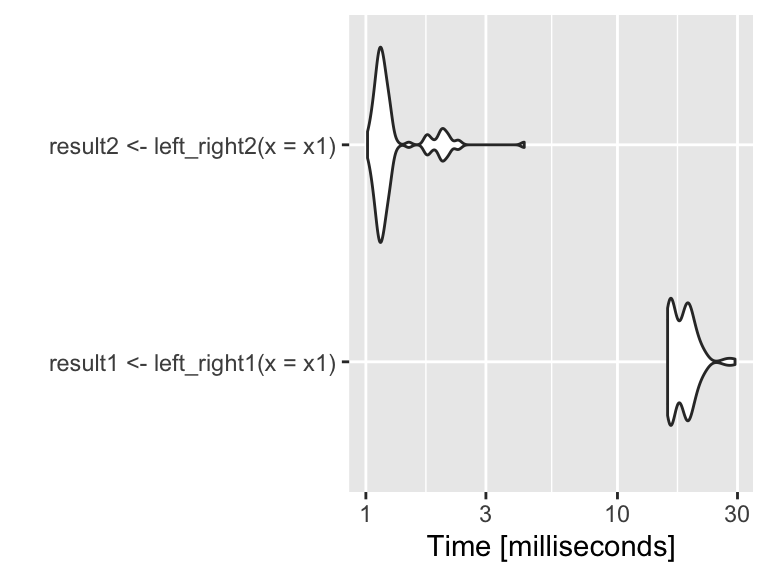 result2 <- left_right2(x = x1)
result1 <- left_right1(x = x1)
1 3 10 30
Time [milliseconds]